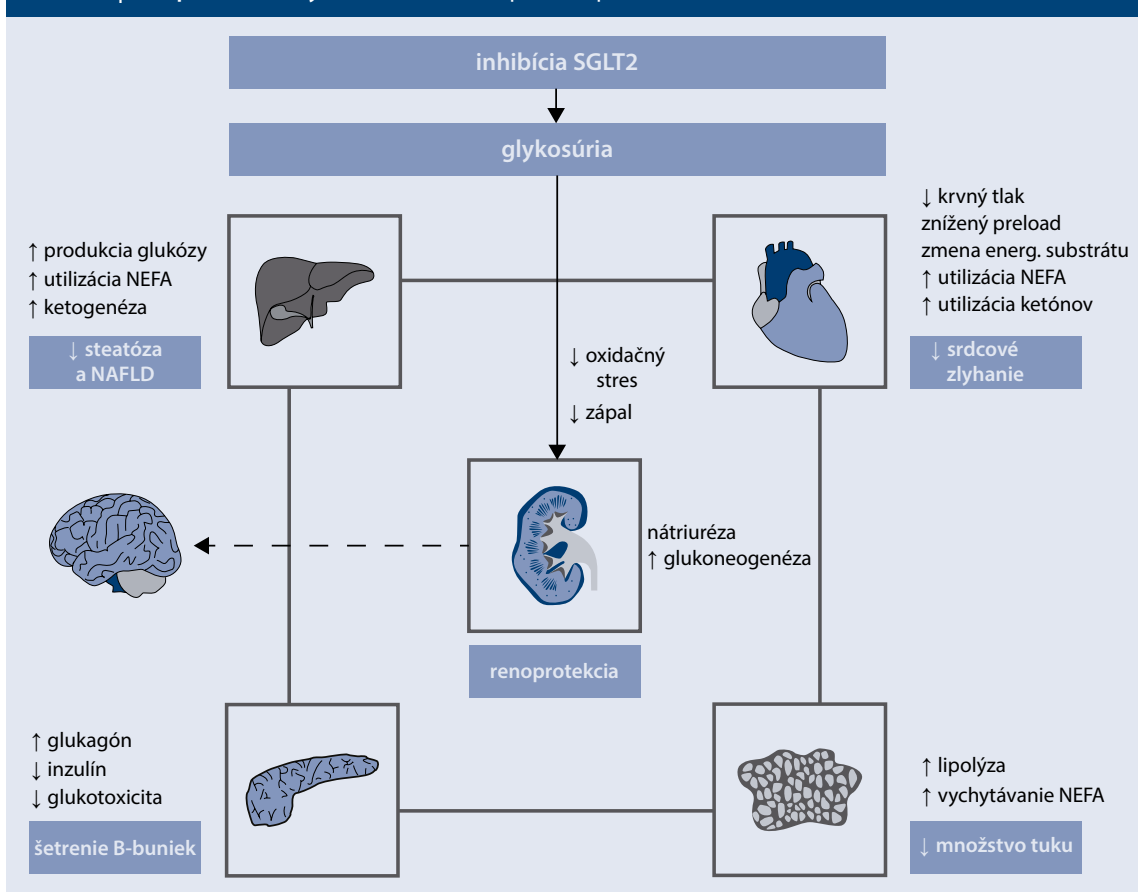 inhibícia SGLT2
glykosúria
↑ produkcia glukózy
↑ utilizácia NEFA
↑ ketogenéza
↓ steatóza
a NAFLD
↓ krvný tlak
znížený preload
zmena energ. substrátu
↑ utilizácia NEFA
↑ utilizácia ketónov
↓ srdcové
zlyhanie
↓ oxidačný
stres
↓ zápal
nátriuréza
↑ glukoneogenéza
renoprotekcia
↑ glukagón
↓ inzulín
↓ glukotoxicita
šetrenie B-buniek
↑ lipolýza
↑ vychytávanie NEFA
↓ množstvo tuku